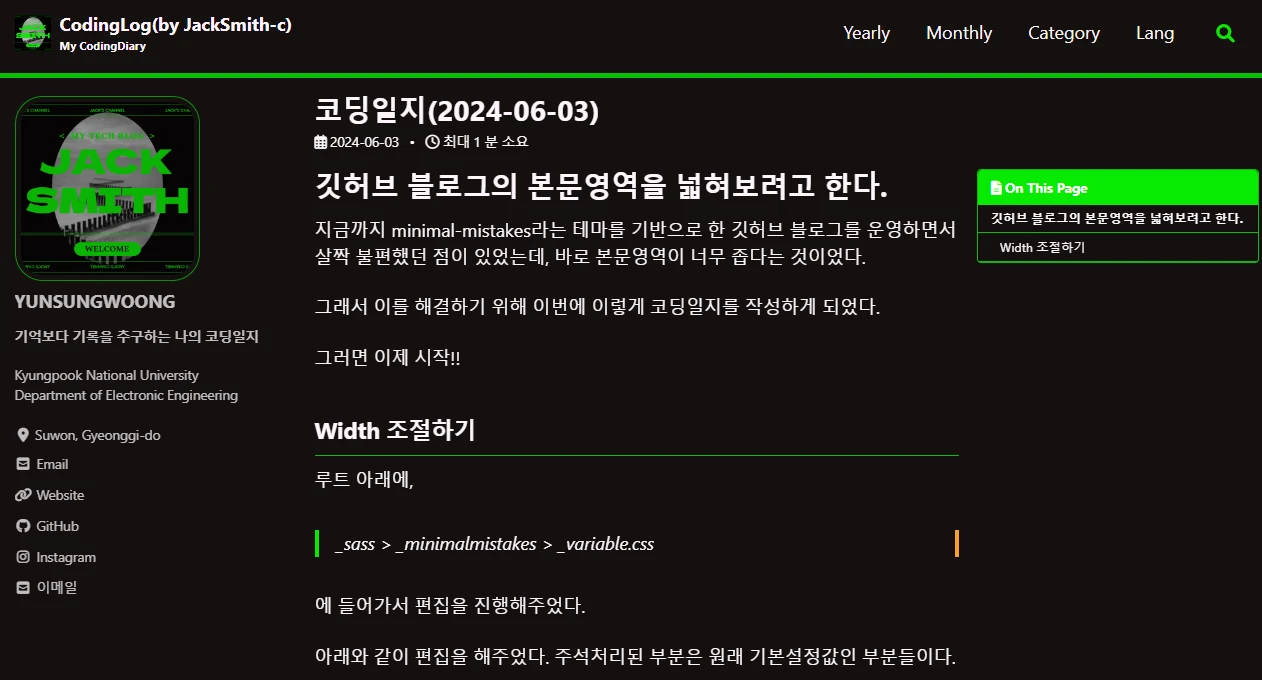 CodingLog(by JackSmith-c)
My CodingDiary
Yearly Monthly Category Lang
JACK'S CHANNEL
< MY TECH BLOG >
JACK
SMITH
WELCOME
YUNSUNGWOONG
기억보다 기록을 추구하는 나의 코딩일지
Kyungpook National University
Department of Electronic Engineering
Suwon, Gyeonggi-do
Email
Website
GitHub
Instagram
이메일
코딩일지(2024-06-03)
2024-06-03 • 최대 1 분 소요
깃허브 블로그의 본문영역을 넓혀보려고 한다.
지금까지 minimal-mistakes라는 테마를 기반으로 한 깃허브 블로그를 운영하면서
살짝 불편했던 점이 있었는데, 바로 본문영역이 너무 좁다는 것이었다.
그래서 이를 해결하기 위해 이번에 이렇게 코딩일지를 작성하게 되었다.
그러면 이제 시작!!
Width 조절하기
루트 아래에,
_sass > _minimalmistakes > _variable.css
에 들어가서 편집을 진행해주었다.
아래와 같이 편집을 해주었다. 주석처리된 부분은 원래 기본설정값인 부분들이다.
On This Page
깃허브 블로그의 본문영역을 넓혀보려고 한다.
Width 조절하기